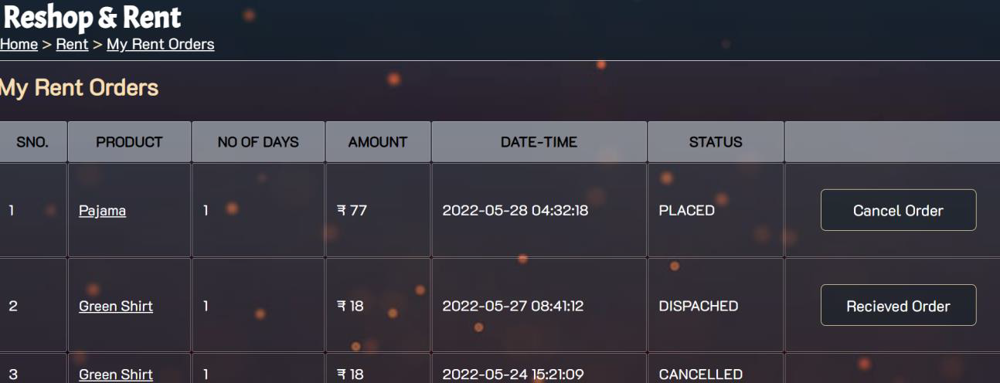 Reshop & Rent
Home > Rent > My Rent Orders
My Rent Orders
SNO. PRODUCT NO OF DAYS AMOUNT DATE-TIME STATUS
1 Pajama 1 ₹ 77 2022-05-28 04:32:18 PLACED Cancel Order
2 Green Shirt 1 ₹ 18 2022-05-27 08:41:12 DISPACHED Recieved Order
3 Green Shirt 1 ₹ 18 2022-05-24 15:21:09 CANCELLED